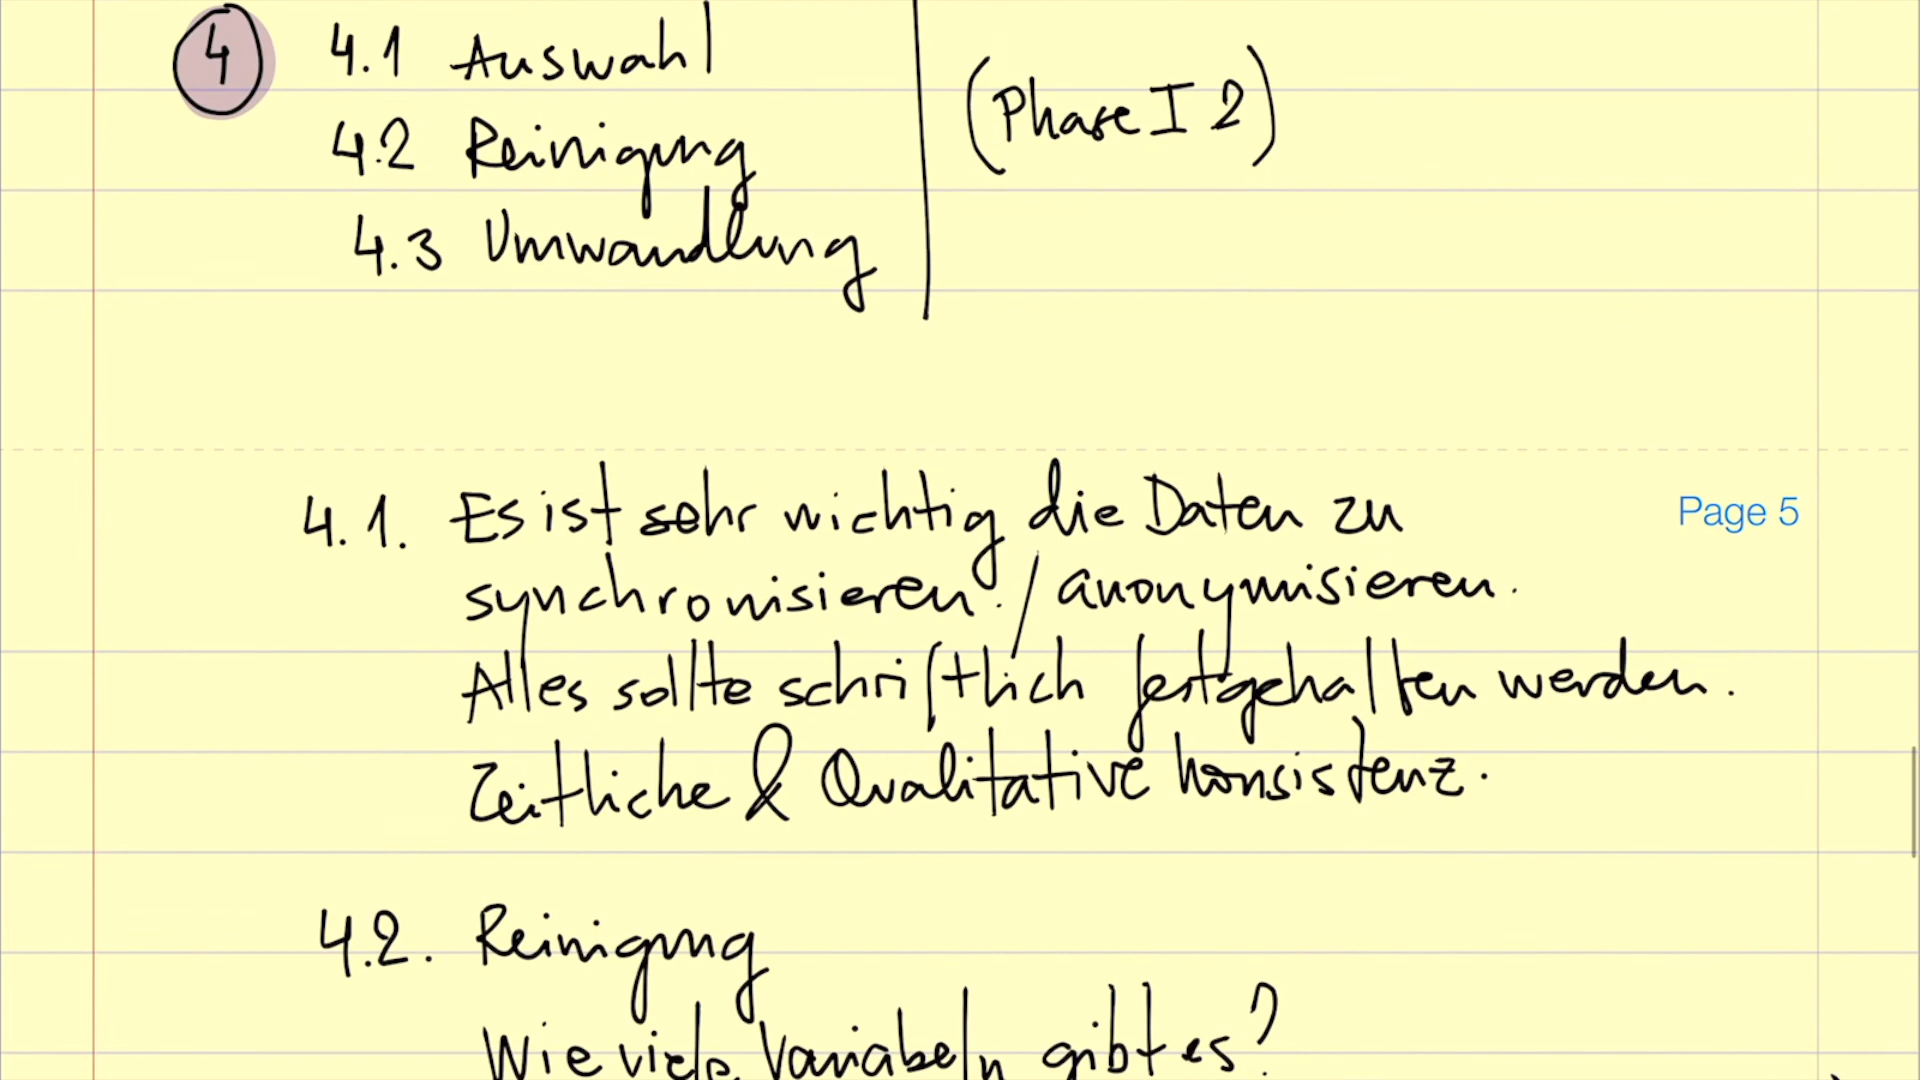 4 4.1 Auswahl
(Phase I 2)
4.2 Reinigung
4.3 Umwandlung
4.1. Es ist sehr wichtig die Daten zu
Page 5
synchronisieren. / anonymisieren.
Alles sollte schriftlich festgehalten werden.
Zeitliche & Qualitative Konsistenz.
4.2. Reinigung
Wie viele Variabeln gibt es?